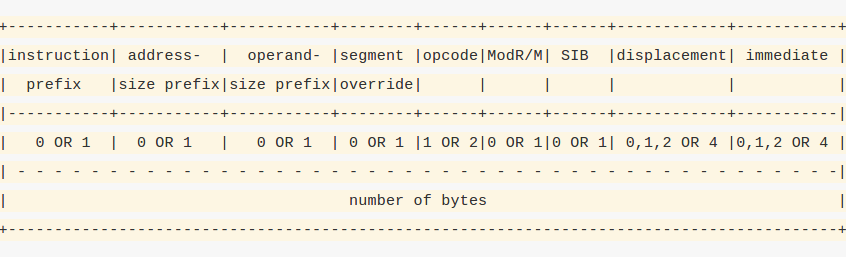 +-----------+-----------+-----------+--------+------+------+------+------------+-----------+
|instruction| address-  |  operand- |segment |opcode|ModR/M| SIB  |displacement| immediate |
|  prefix   |size prefix|size prefix|override|      |      |      |            |           |
|-----------+-----------+-----------+--------+------+------+------+------------+-----------|
|   0 OR 1  |  0 OR 1   |   0 OR 1  | 0 OR 1 |1 OR 2|0 OR 1|0 OR 1| 0,1,2 OR 4 |0,1,2 OR 4 |
| - - - - - - - - - - - - - - - - - - - - - - - - - - - - - - - - - - - - - - - - - - - - -|
|                                     number of bytes                                      |
+------------------------------------------------------------------------------------------+